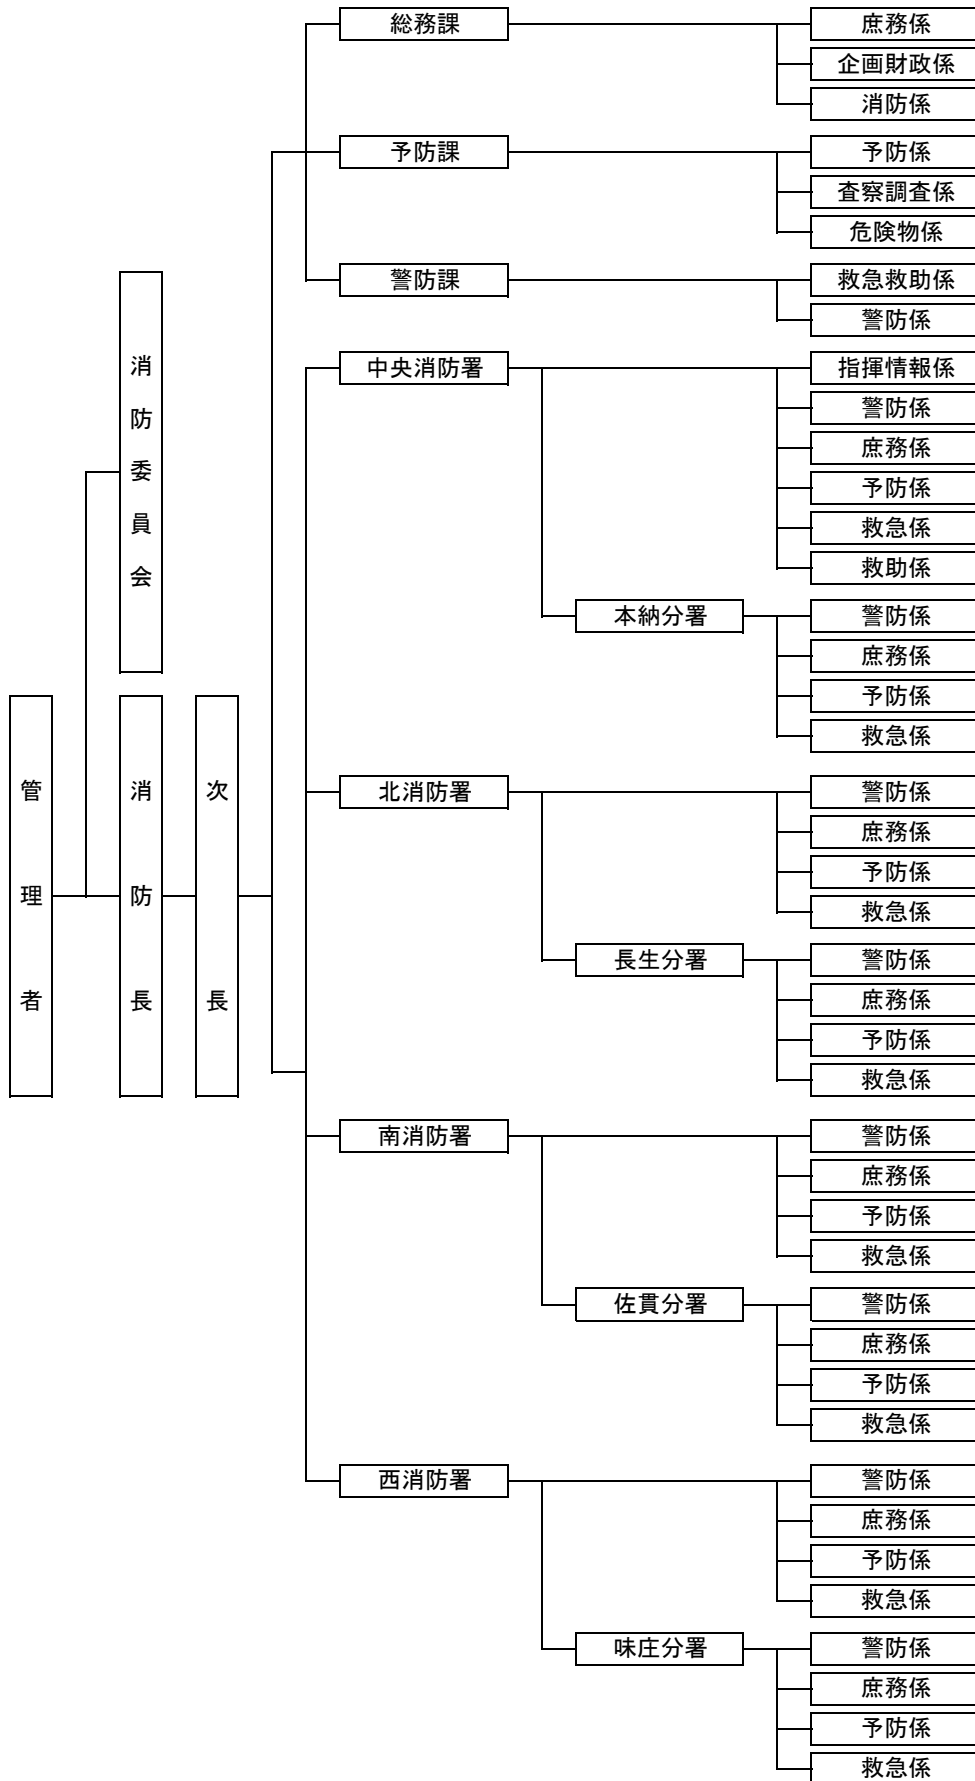 管理者
消防委員会
消防長
次長
総務課
庶務係
企画財政係
消防係
予防課
予防係
査察調査係
危険物係
警防課
救急救助係
警防係
中央消防署
指揮情報係
警防係
庶務係
予防係
救急係
救助係
本納分署
警防係
庶務係
予防係
救急係
北消防署
警防係
庶務係
予防係
救急係
長生分署
警防係
庶務係
予防係
救急係
南消防署
警防係
庶務係
予防係
救急係
佐貫分署
警防係
庶務係
予防係
救急係
西消防署
警防係
庶務係
予防係
救急係
味庄分署
警防係
庶務係
予防係
救急係